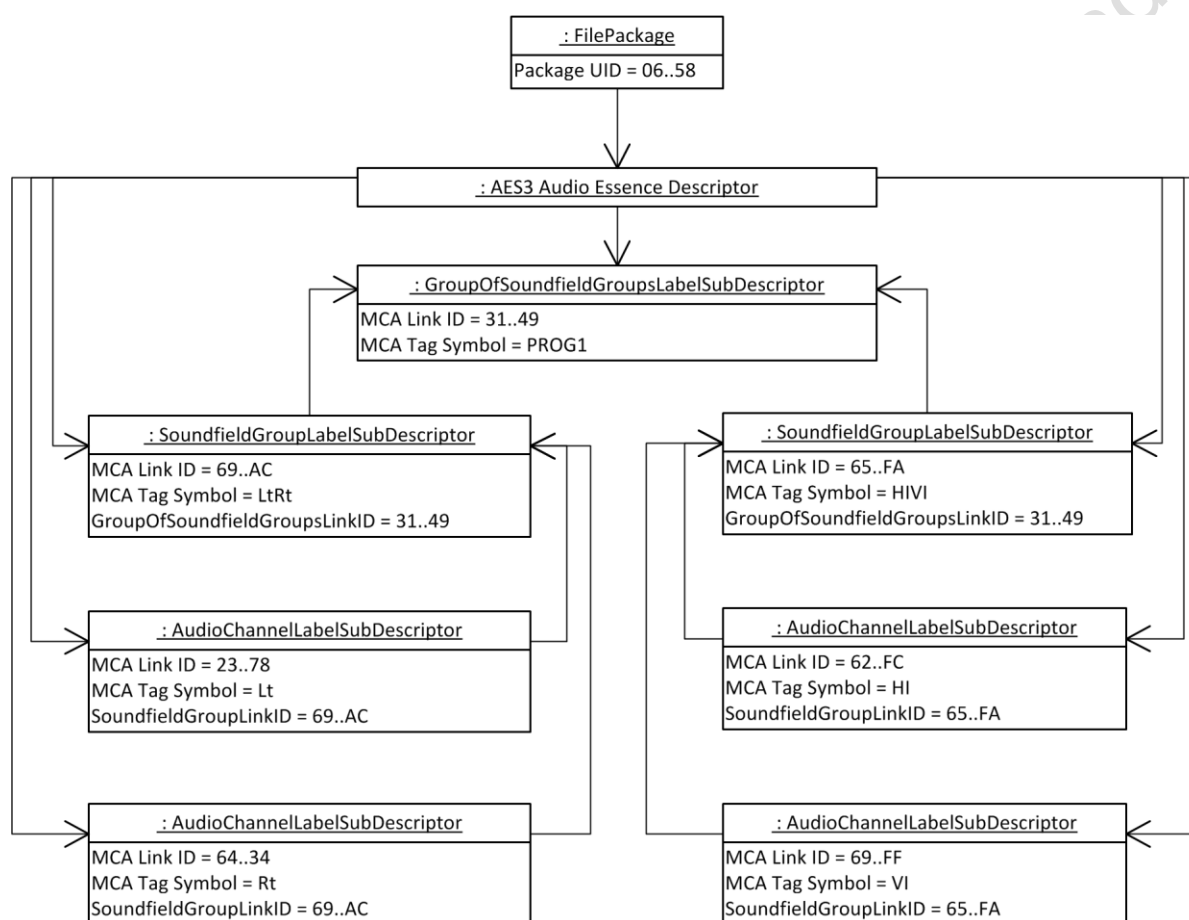 : FilePackage
Package UID = 06..58
: AES3 Audio Essence Descriptor
: GroupOfSoundfieldGroupsLabelSubDescriptor
MCA Link ID = 31..49
MCA Tag Symbol = PROG1
: SoundfieldGroupLabelSubDescriptor
MCA Link ID = 69..AC
MCA Tag Symbol = LtRt
GroupOfSoundfieldGroupsLinkID = 31..49
: SoundfieldGroupLabelSubDescriptor
MCA Link ID = 65..FA
MCA Tag Symbol = HIVI
GroupOfSoundfieldGroupsLinkID = 31..49
: AudioChannelLabelSubDescriptor
MCA Link ID = 23..78
MCA Tag Symbol = Lt
SoundfieldGroupLinkID = 69..AC
: AudioChannelLabelSubDescriptor
MCA Link ID = 62..FC
MCA Tag Symbol = HI
SoundfieldGroupLinkID = 65..FA
: AudioChannelLabelSubDescriptor
MCA Link ID = 64..34
MCA Tag Symbol = Rt
SoundfieldGroupLinkID = 69..AC
: AudioChannelLabelSubDescriptor
MCA Link ID = 69..FF
MCA Tag Symbol = VI
SoundfieldGroupLinkID = 65..FA